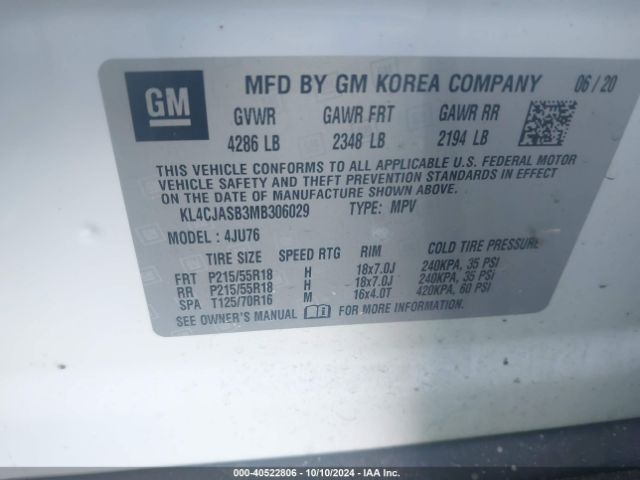 GM
MFD BY GM KOREA COMPANY 06/20
GVWR GAWR FRT GAWR RR
4286 LB 2348 LB 2194 LB
THIS VEHICLE CONFORMS TO ALL APPLICABLE U.S. FEDERAL MOTOR
VEHICLE SAFETY AND THEFT PREVENTION STANDARDS IN EFFECT
ON THE DATE OF MANUFACTURE SHOWN ABOVE.
KL4CJASB3MB306029 TYPE: MPV
MODEL : 4JU76
TIRE SIZE SPEED RTG RIM COLD TIRE PRESSURE
FRT P215/55R18 H 18x7.0J 240KPA, 35 PSI
RR P215/55R18 H 18x7.0J 240KPA, 35 PSI
SPA T125/70R16 M 16x4.0T 420KPA, 60 PSI
SEE OWNER'S MANUAL FOR MORE INFORMATION.
000-40522806 - 10/10/2024 - IAA Inc.